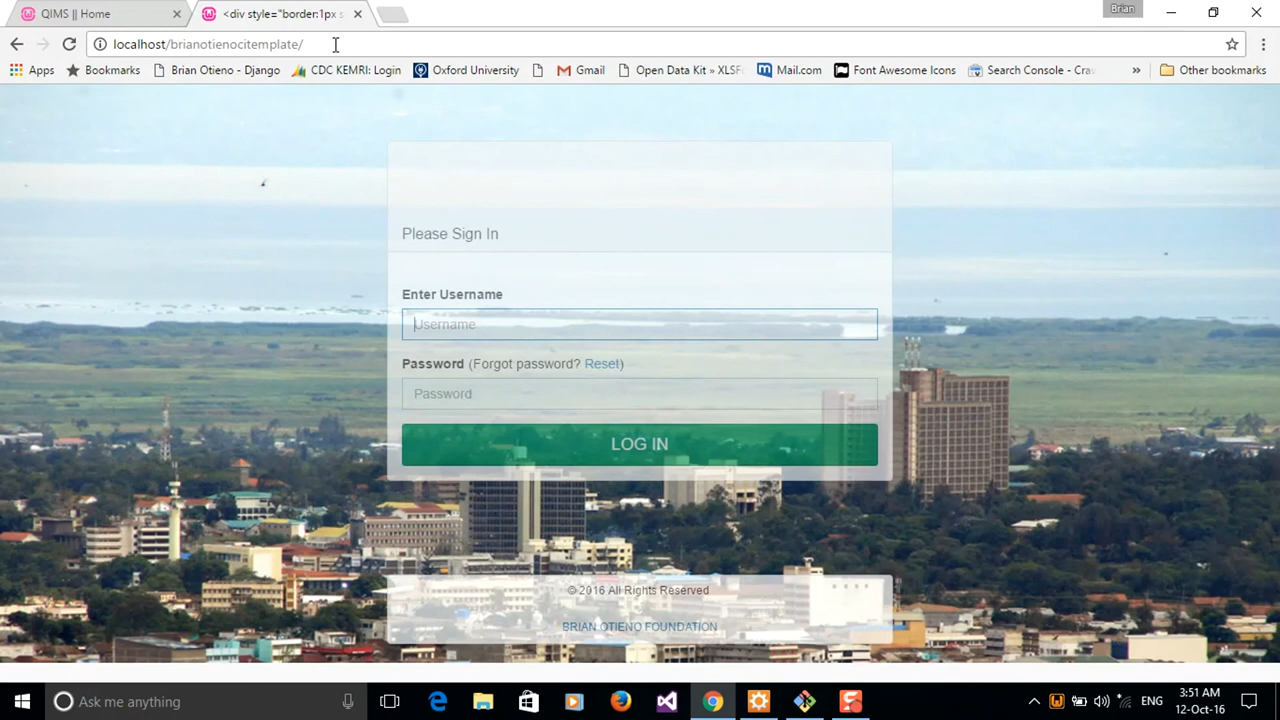 QIMS || Home
<div style="border:1px s
Brian
localhost/brianotienocitemplate/
Apps
Bookmarks
Brian Otieno - Django
CDC KEMRI: Login
Oxford University
Gmail
Open Data Kit » XLSF
Mail.com
Font Awesome Icons
Search Console - Craw
»
Other bookmarks
Please Sign In
Enter Username
Username
Password (Forgot password? Reset)
Password
LOG IN
© 2016 All Rights Reserved
BRIAN OTIENO FOUNDATION
Ask me anything
ENG
3:51 AM
12-Oct-16